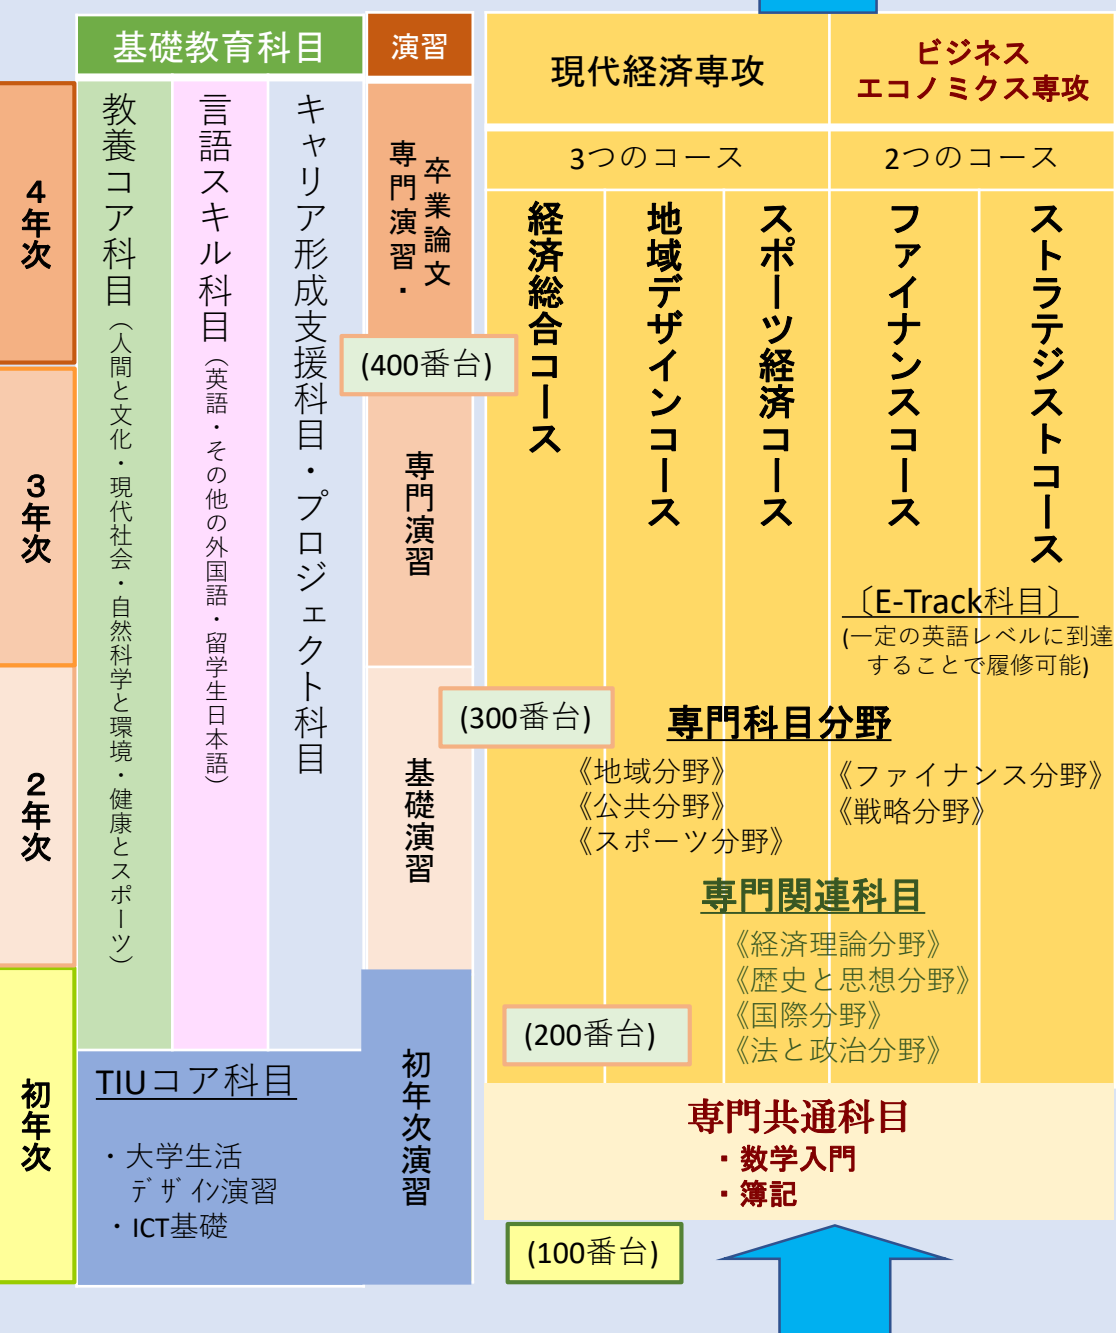 基礎教育科目
演習
現代経済専攻
ビジネス
エコノミクス専攻
3つのコース
2つのコース
4年次
3年次
2年次
初年次
教養コア科目（人間と文化・現代社会・自然科学と環境・健康とスポーツ）
言語スキル科目（英語・その他の外国語・留学生日本語）
キャリア形成支援科目・プロジェクト科目
専門演習・
卒業論文
(400番台)
専門演習
基礎演習
初年次演習
経済総合コース
地域デザインコース
スポーツ経済コース
ファイナンスコース
ストラテジストコース
〔E-Track科目〕
(一定の英語レベルに到達
することで履修可能)
(300番台)
専門科目分野
《地域分野》
《公共分野》
《スポーツ分野》
《ファイナンス分野》
《戦略分野》
専門関連科目
《経済理論分野》
《歴史と思想分野》
《国際分野》
《法と政治分野》
(200番台)
TIUコア科目
・大学生活
ﾃﾞｻﾞｲﾝ演習
・ICT基礎
専門共通科目
・数学入門
・簿記
(100番台)